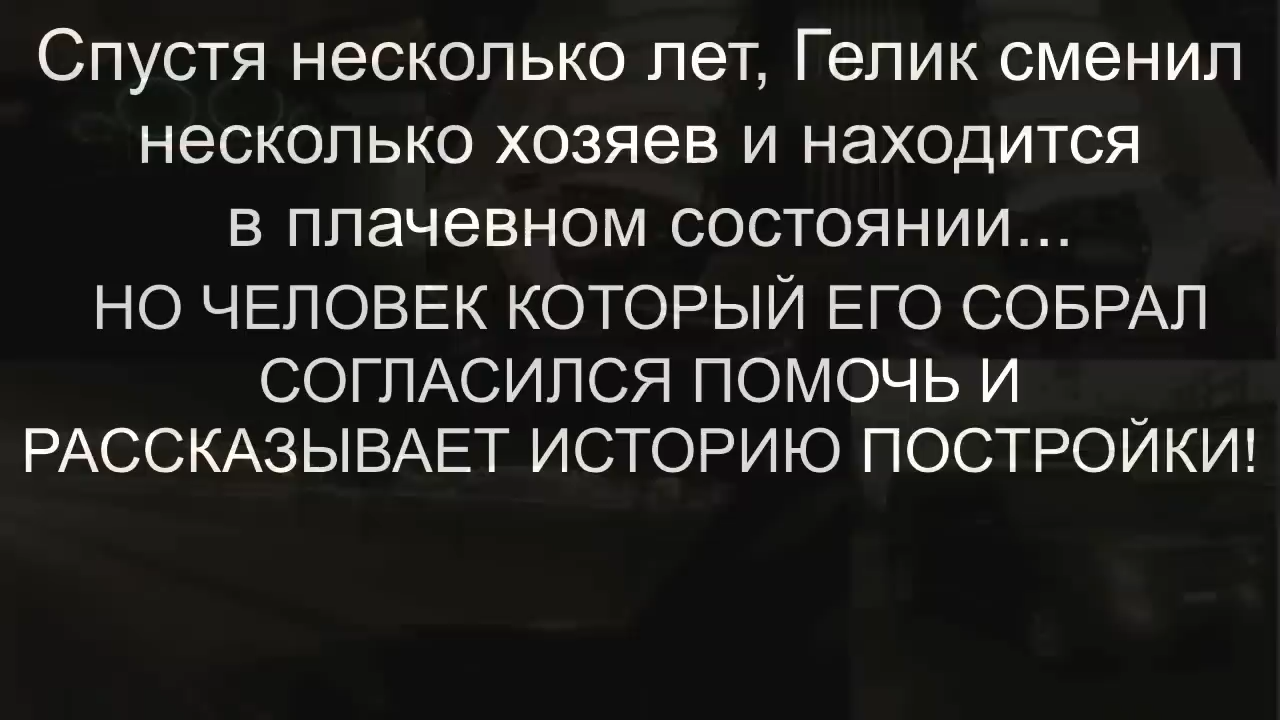 Спустя несколько лет, Гелик сменил
несколько хозяев и находится
в плачевном состоянии...
НО ЧЕЛОВЕК КОТОРЫЙ ЕГО СОБРАЛ
СОГЛАСИЛСЯ ПОМОЧЬ И
РАССКАЗЫВАЕТ ИСТОРИЮ ПОСТРОЙКИ!